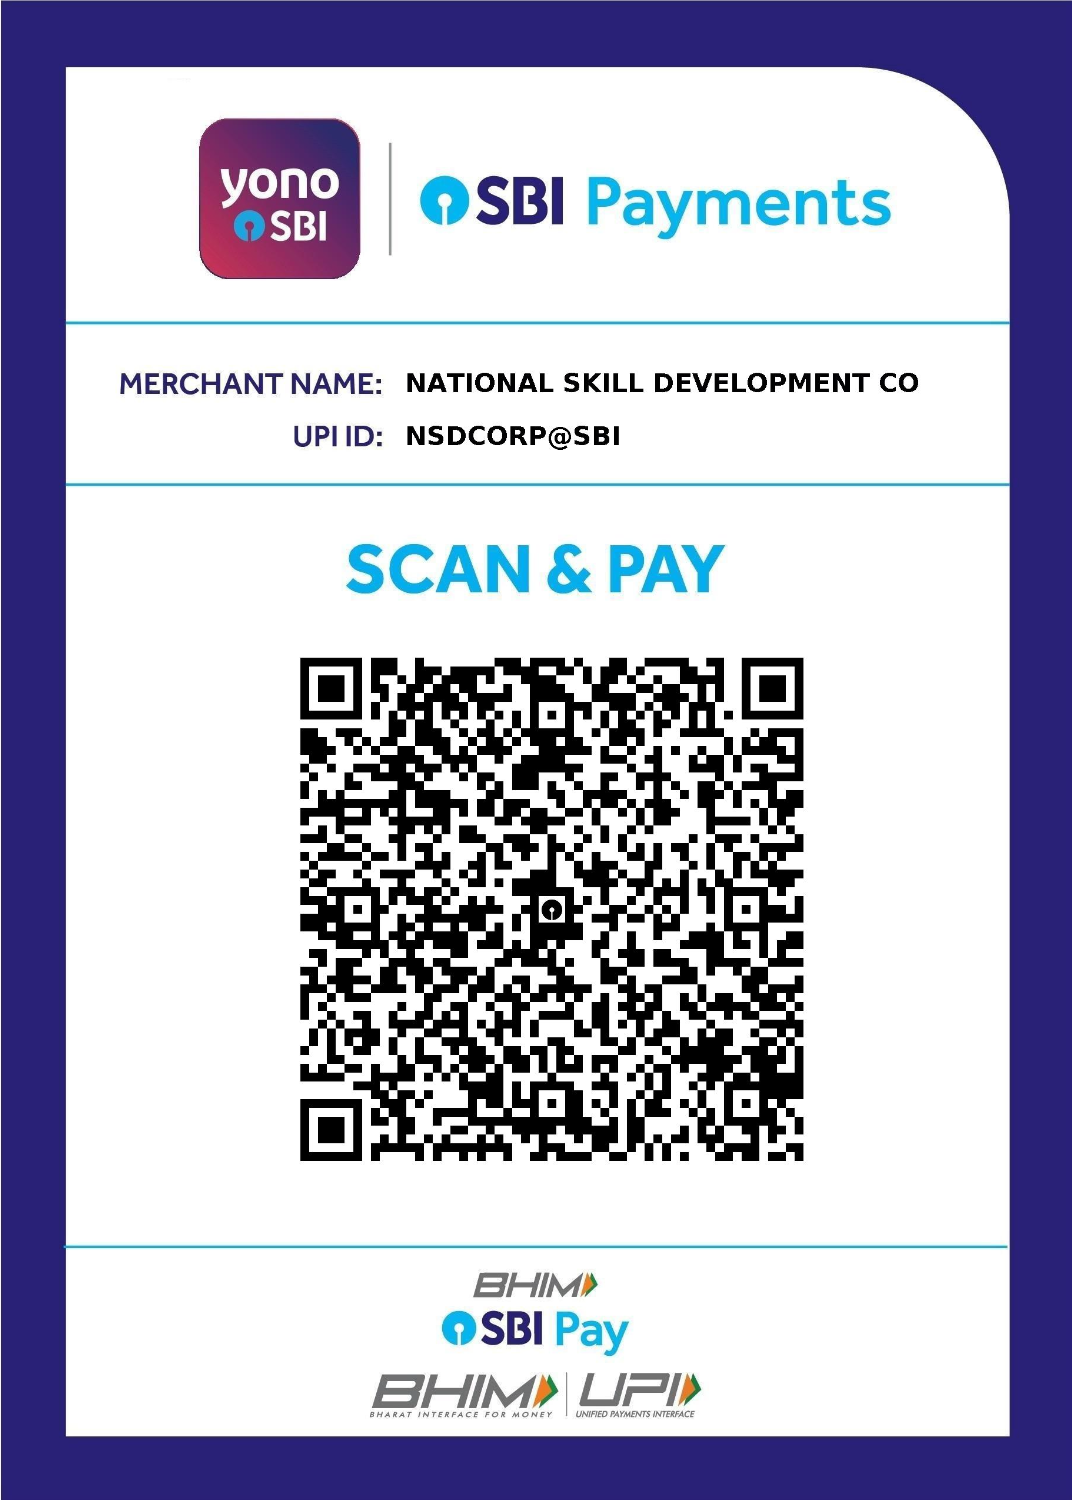 yono
SBI
SBI Payments
MERCHANT NAME: NATIONAL SKILL DEVELOPMENT CO
UPI ID: NSDCORP@SBI
SCAN & PAY
BHIM
SBI Pay
BHIM UPI
BHARAT INTERFACE FOR MONEY UNIFIED PAYMENTS INTERFACE